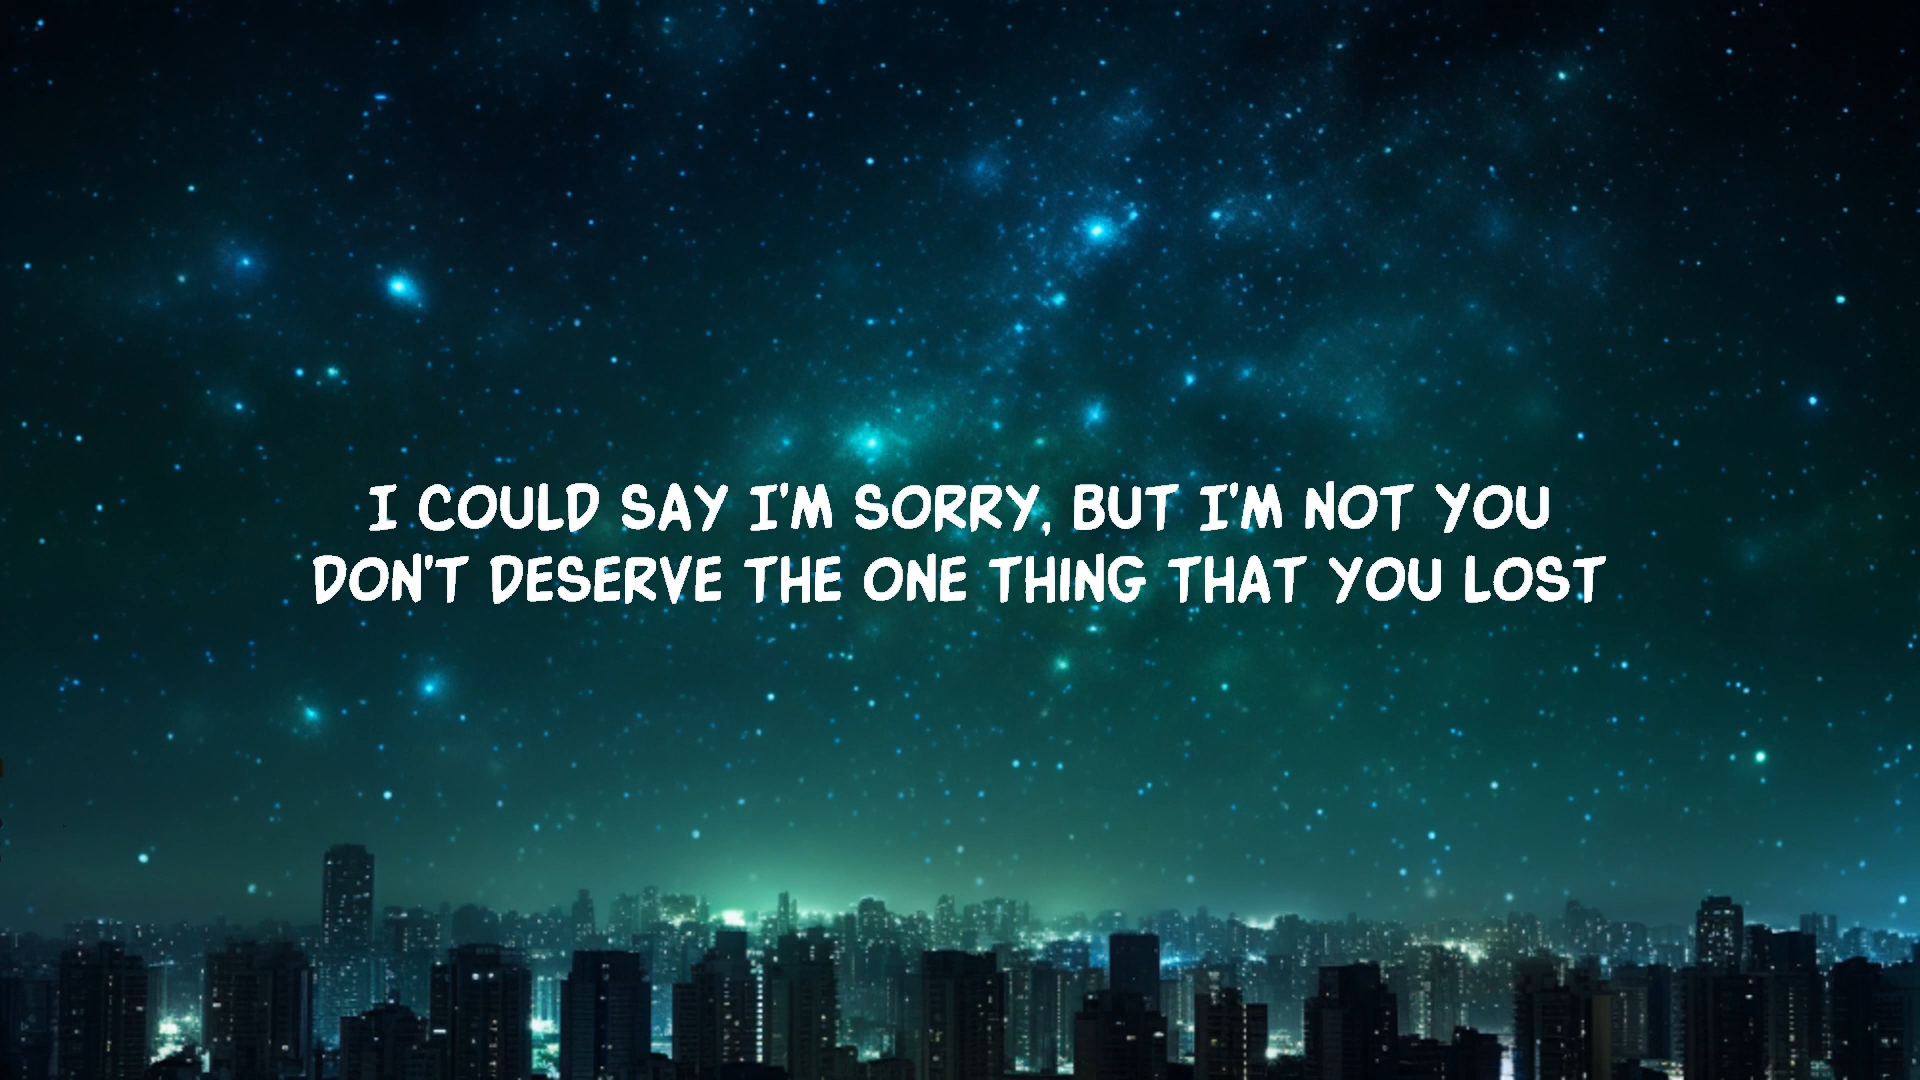 I COULD SAY I'M SORRY, BUT I'M NOT YOU
DON'T DESERVE THE ONE THING THAT YOU LOST